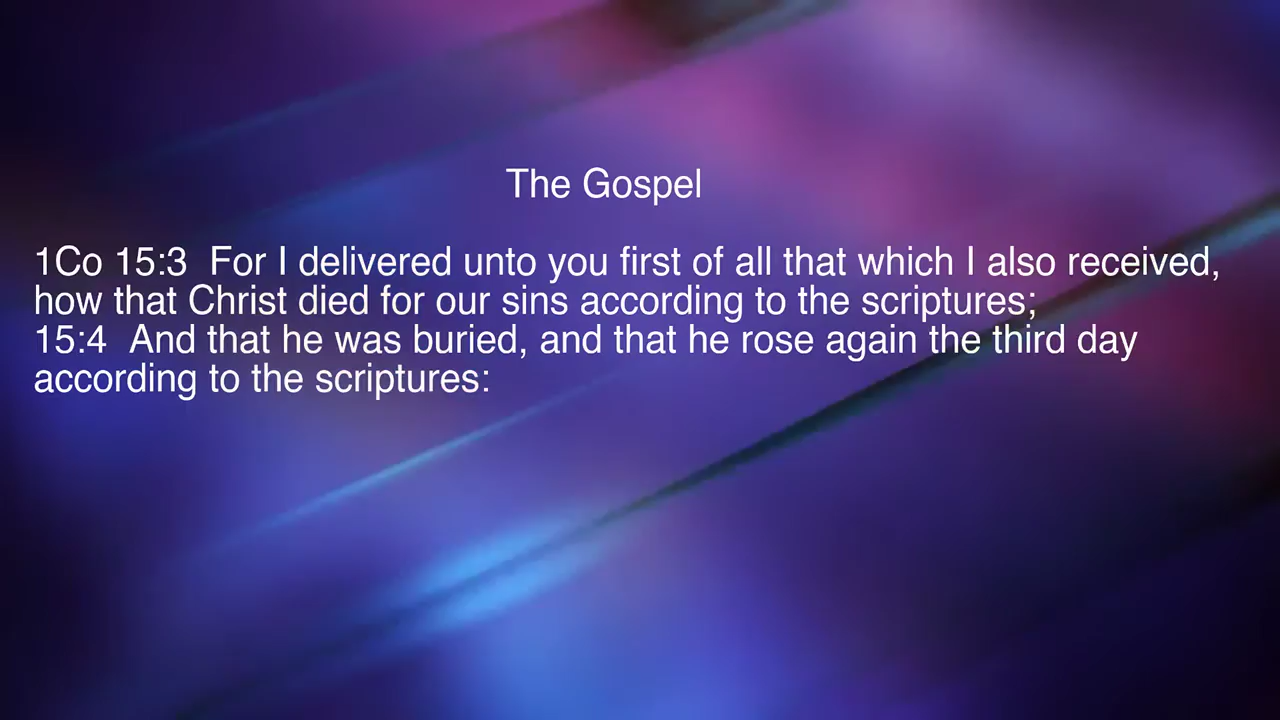 The Gospel
1Co 15:3  For I delivered unto you first of all that which I also received,
how that Christ died for our sins according to the scriptures;
15:4  And that he was buried, and that he rose again the third day
according to the scriptures: